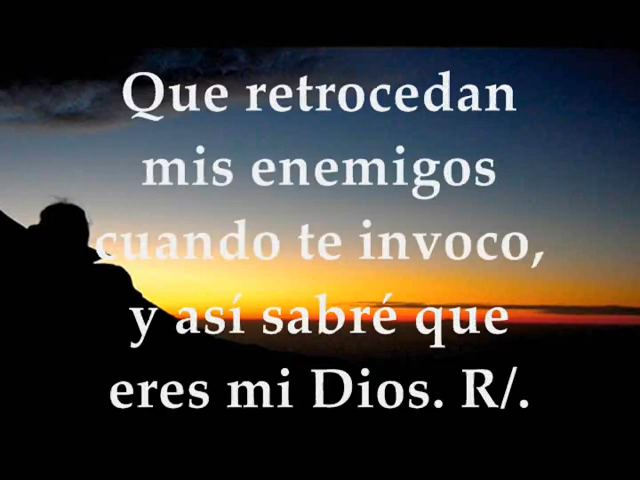 Que retrocedan
mis enemigos
cuando te invoco,
y así sabré que
eres mi Dios. R/.